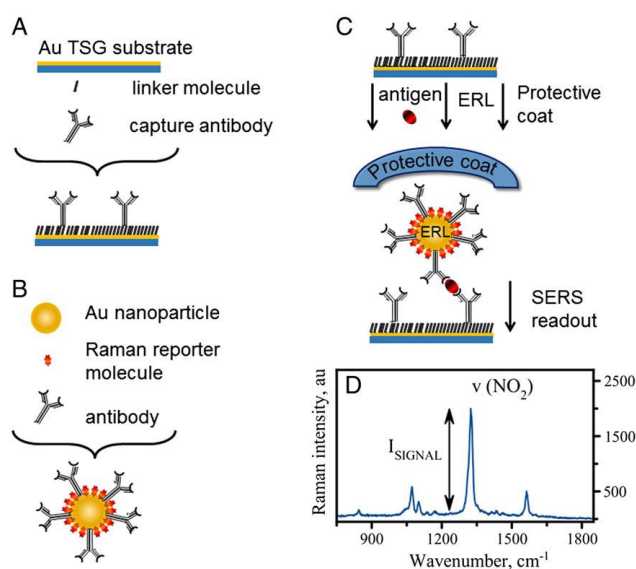 A
Au TSG substrate
linker molecule
capture antibody
B
Au nanoparticle
Raman reporter
molecule
antibody
C
antigen
ERL
Protective
coat
Protective coat
ERL
SERS
readout
D
ν (NO₂)
I_SIGNAL
Raman intensity, au
2500
1500
500
900
1200
1500
1800
Wavenumber, cm⁻¹